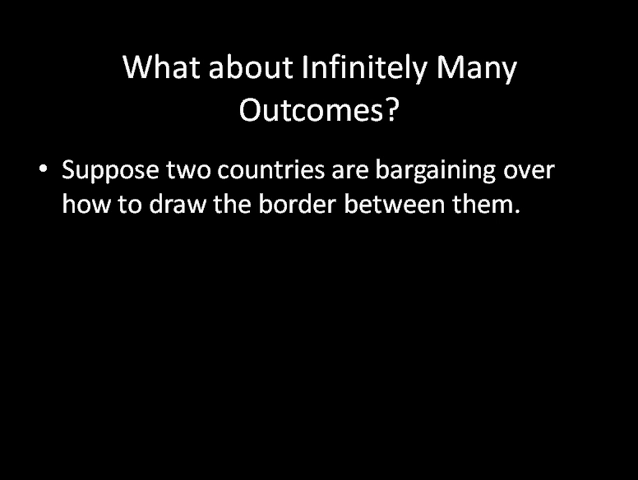 What about Infinitely Many
Outcomes?
• Suppose two countries are bargaining over
how to draw the border between them.